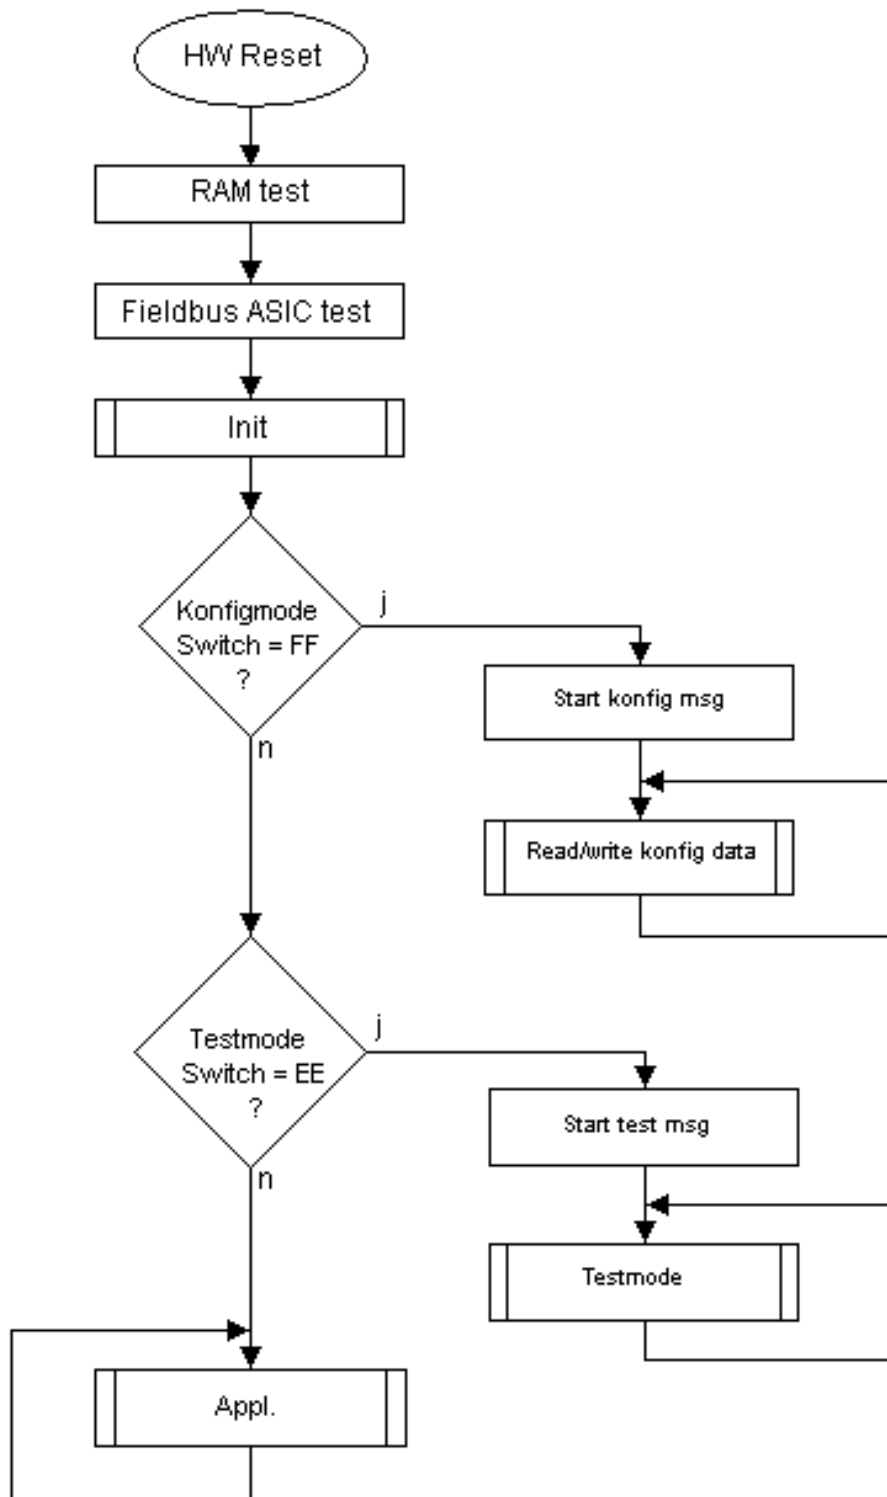 HW Reset
RAM test
Fieldbus ASIC test
Init
Konfigmode
Switch = FF
?
j
n
Start konfig msg
Read/write konfig data
Testmode
Switch = EE
?
j
n
Start test msg
Testmode
Appl.